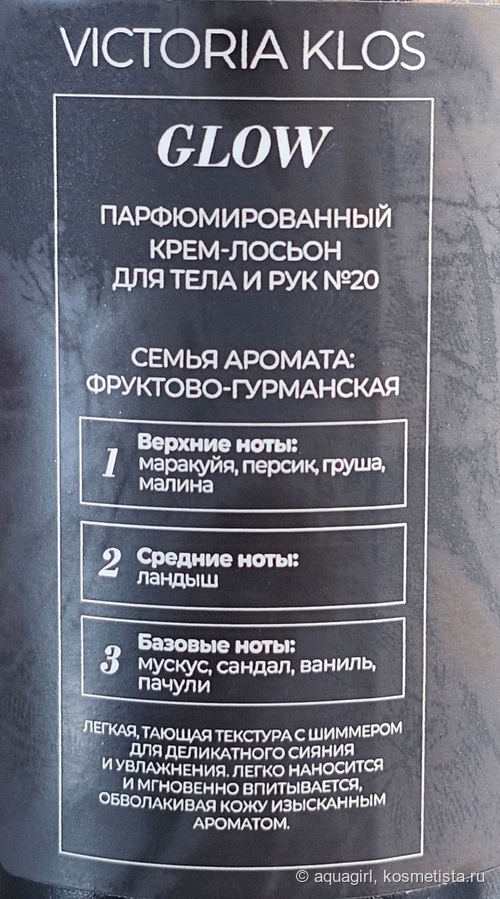 VICTORIA KLOS
GLOW
ПАРФЮМИРОВАННЫЙ
КРЕМ-ЛОСЬОН
ДЛЯ ТЕЛА И РУК №20
СЕМЬЯ АРОМАТА:
ФРУКТОВО-ГУРМАНСКАЯ
1
Верхние ноты:
маракуйя, персик, груша,
малина
2
Средние ноты:
ландыш
3
Базовые ноты:
мускус, сандал, ваниль,
пачули
ЛЕГКАЯ, ТАЮЩАЯ ТЕКСТУРА С ШИММЕРОМ
ДЛЯ ДЕЛИКАТНОГО СИЯНИЯ
И УВЛАЖНЕНИЯ. ЛЕГКО НАНОСИТСЯ
И МГНОВЕННО ВПИТЫВАЕТСЯ,
ОБВОЛАКИВАЯ КОЖУ ИЗЫСКАННЫМ
АРОМАТОМ.
© aquagirl, kosmetista.ru